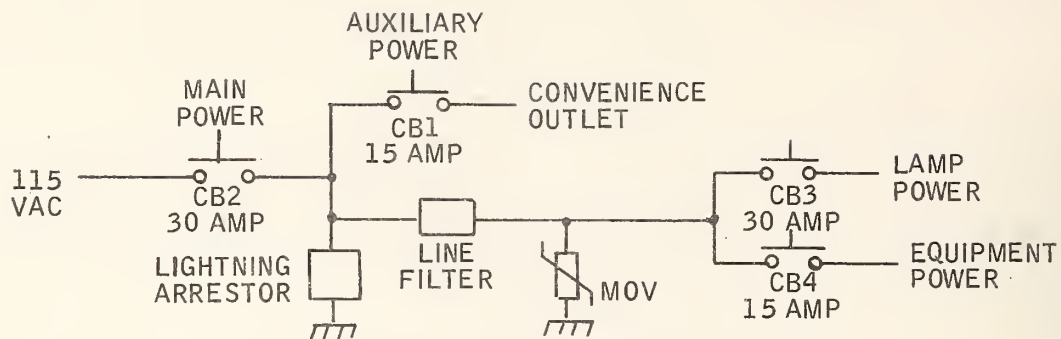 AUXILIARY
POWER
MAIN
POWER
CONVENIENCE
OUTLET
CB1
15 AMP
115
VAC
CB2
30 AMP
LAMP
POWER
CB3
30 AMP
LINE
FILTER
LIGHTNING
ARRESTOR
MOV
EQUIPMENT
POWER
CB4
15 AMP